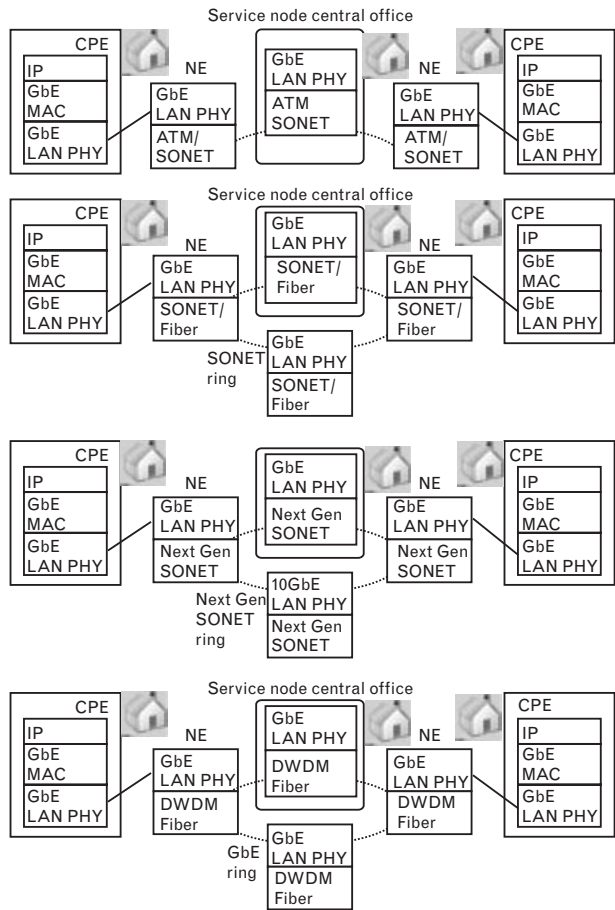 Service node central office
CPE
IP
GbE
MAC
GbE
LAN PHY
NE
GbE
LAN PHY
ATM/
SONET
GbE
LAN PHY
ATM
SONET
NE
GbE
LAN PHY
ATM/
SONET
CPE
IP
GbE
MAC
GbE
LAN PHY
Service node central office
CPE
IP
GbE
MAC
GbE
LAN PHY
NE
GbE
LAN PHY
SONET/
Fiber
GbE
LAN PHY
SONET/
Fiber
NE
GbE
LAN PHY
SONET/
Fiber
CPE
IP
GbE
MAC
GbE
LAN PHY
SONET
ring
GbE
LAN PHY
SONET/
Fiber
CPE
IP
GbE
MAC
GbE
LAN PHY
NE
GbE
LAN PHY
Next Gen
SONET
GbE
LAN PHY
Next Gen
SONET
NE
GbE
LAN PHY
Next Gen
SONET
CPE
IP
GbE
MAC
GbE
LAN PHY
Next Gen
SONET
ring
10GbE
LAN PHY
Next Gen
SONET
Service node central office
CPE
IP
GbE
MAC
GbE
LAN PHY
NE
GbE
LAN PHY
DWDM
Fiber
GbE
LAN PHY
DWDM
Fiber
NE
GbE
LAN PHY
DWDM
Fiber
CPE
IP
GbE
MAC
GbE
LAN PHY
GbE
ring
GbE
LAN PHY
DWDM
Fiber